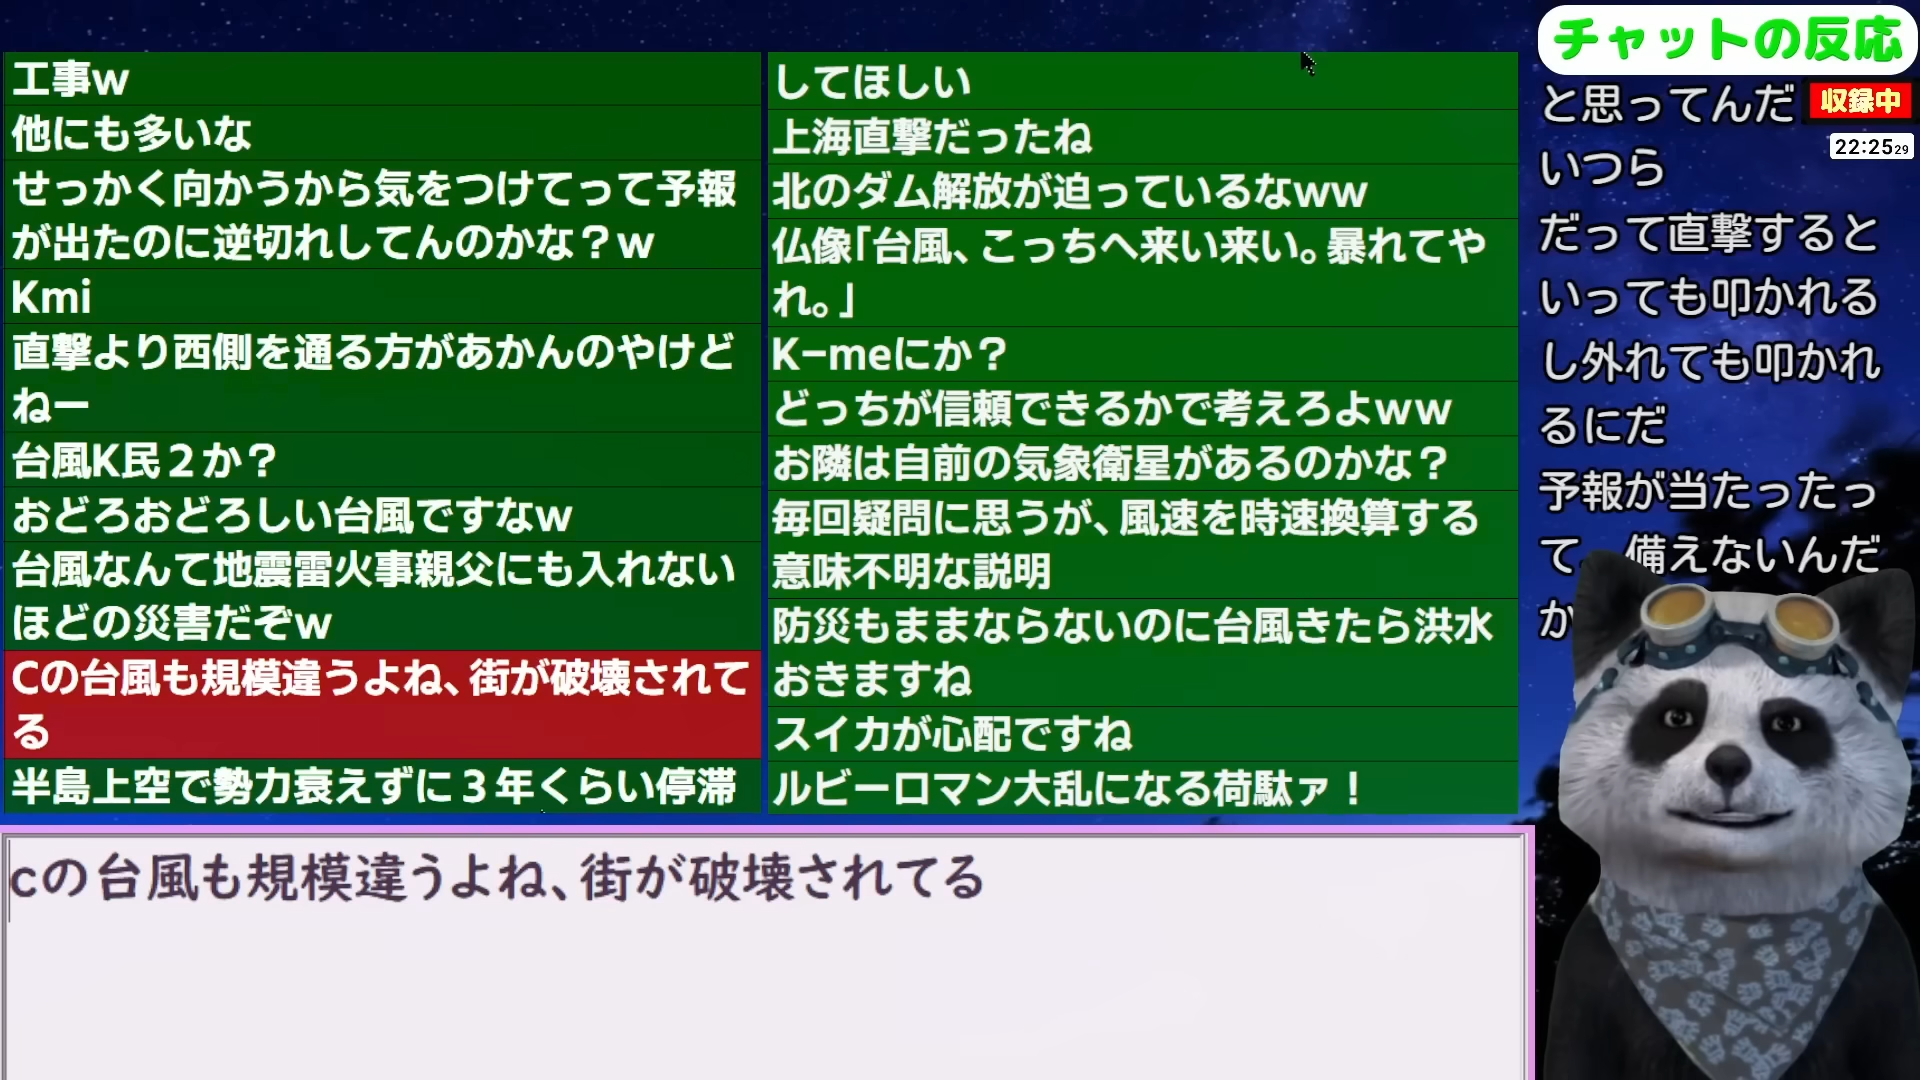 工事w
他にも多いな
せっかく向かうから気をつけてって予報
が出たのに逆切れしてんのかな？w
Kmi
直撃より西側を通る方があかんのやけど
ねー
台風K民２か？
おどろおどろしい台風ですなw
台風なんて地震雷火事親父にも入れない
ほどの災害だぞw
Cの台風も規模違うよね、街が破壊されて
る
半島上空で勢力衰えずに３年くらい停滞
してほしい
上海直撃だったね
北のダム解放が迫っているなww
仏像「台風、こっちへ来い来い。暴れてや
れ。」
K−meにか？
どっちが信頼できるかで考えろよww
お隣は自前の気象衛星があるのかな？
毎回疑問に思うが、風速を時速換算する
意味不明な説明
防災もままならないのに台風きたら洪水
おきますね
スイカが心配ですね
ルビーロマン大乱になる荷駄ァ！
cの台風も規模違うよね、街が破壊されてる
チャットの反応
収録中
22:25 29
と思ってんだ
いつら
だって直撃すると
いっても叩かれる
し外れても叩かれ
るにだ
予報が当たったっ
て、備えないんだ
か